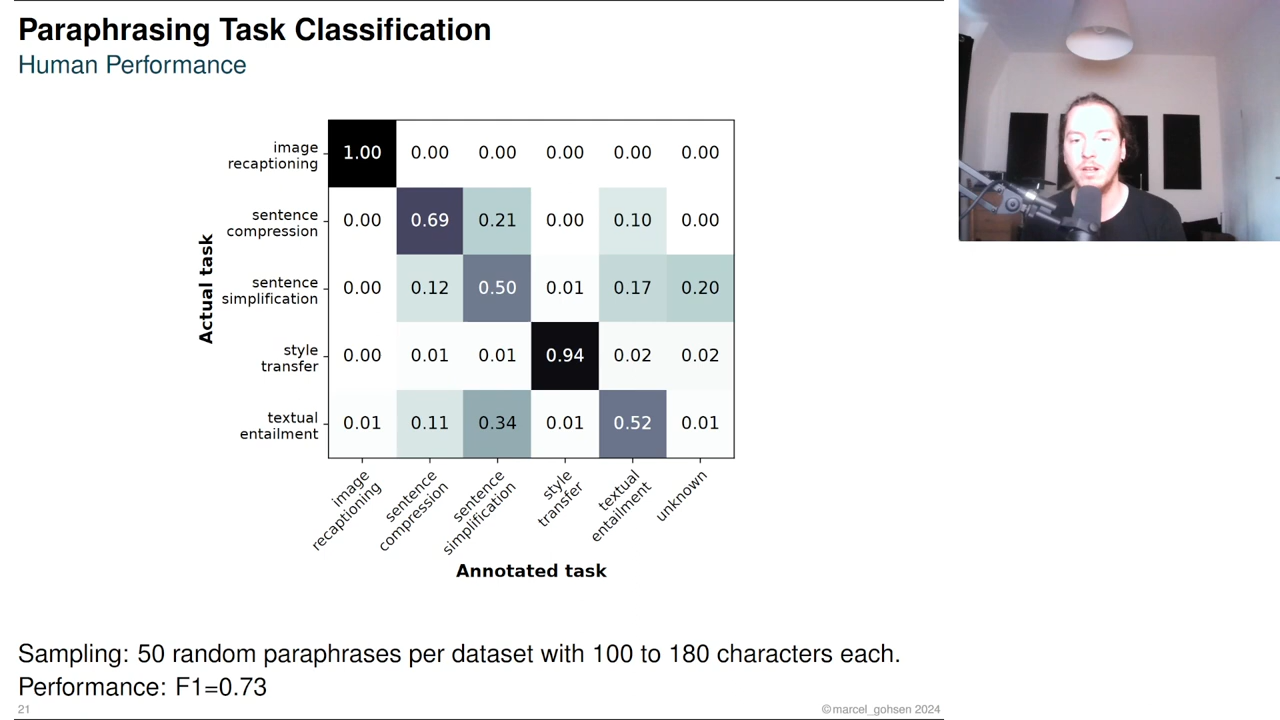 Paraphrasing Task Classification
Human Performance
image
recaptioning
1.00 0.00 0.00 0.00 0.00 0.00
sentence
compression
0.00 0.69 0.21 0.00 0.10 0.00
sentence
simplification
0.00 0.12 0.50 0.01 0.17 0.20
style
transfer
0.00 0.01 0.01 0.94 0.02 0.02
textual
entailment
0.01 0.11 0.34 0.01 0.52 0.01
Actual task
image
recaptioning
sentence
compression
sentence
simplification
style
transfer
textual
entailment
unknown
Annotated task
Sampling: 50 random paraphrases per dataset with 100 to 180 characters each.
Performance: F1=0.73
21
©marcel_gohsen 2024